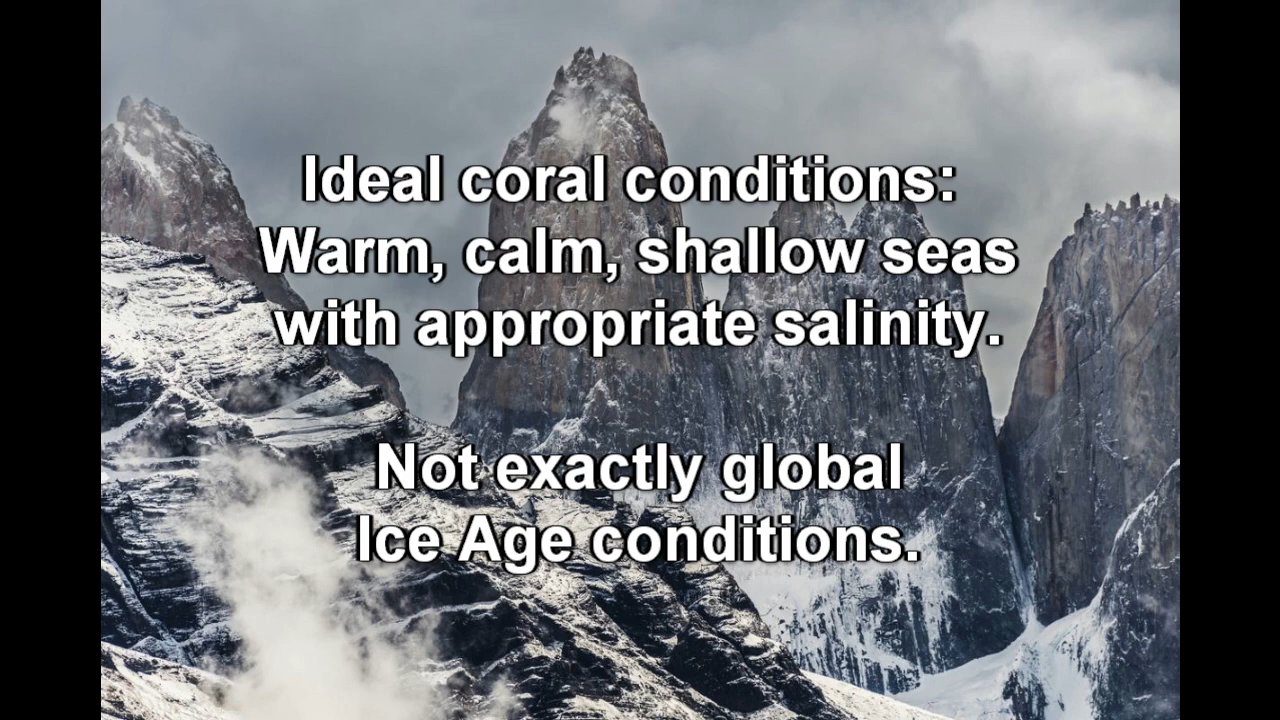 Ideal coral conditions:
Warm, calm, shallow seas
with appropriate salinity.
Not exactly global
Ice Age conditions.